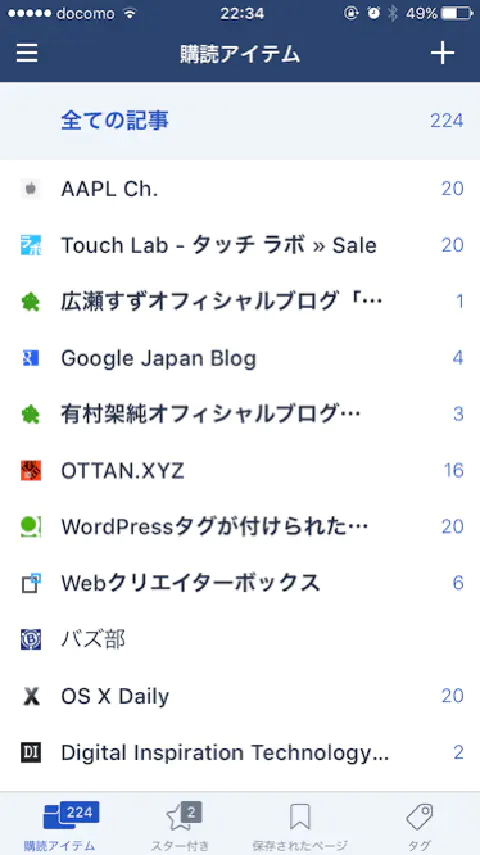 docomo 22:34 49%
購読アイテム
全ての記事 224
AAPL Ch. 20
Touch Lab - タッチ ラボ » Sale 20
広瀬すずオフィシャルブログ「… 1
Google Japan Blog 4
有村架純オフィシャルブログ… 3
OTTAN.XYZ 16
WordPressタグが付けられた… 20
Webクリエイターボックス 6
バズ部
OS X Daily 20
DI Digital Inspiration Technology... 2
224 2
購読アイテム スター付き 保存されたページ タグ